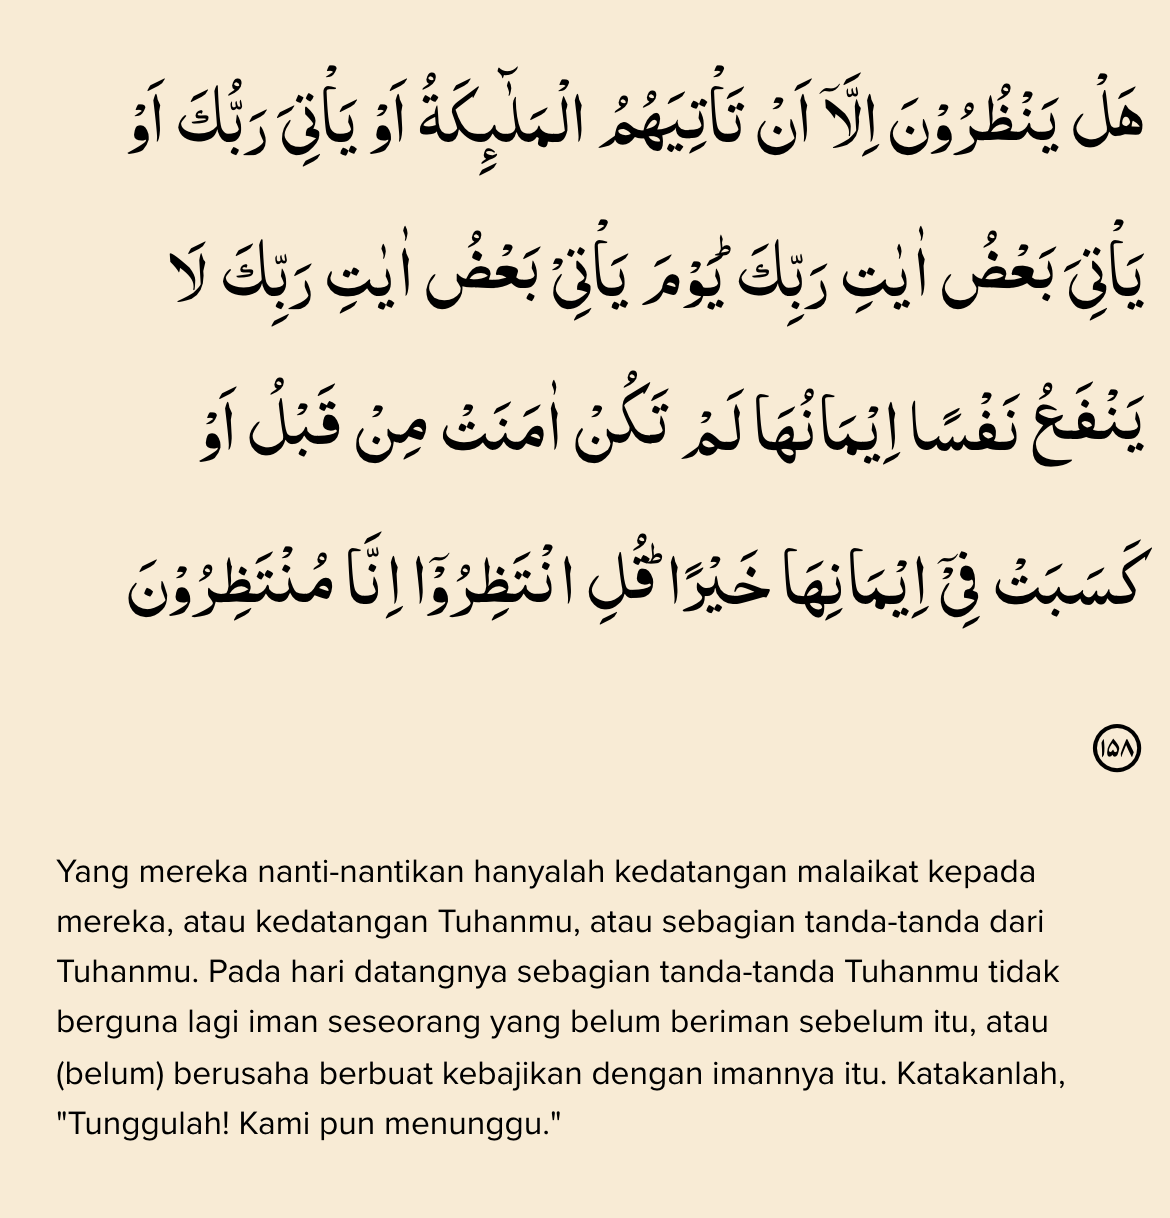 هَلْ يَنْظُرُوْنَ اِلَّآ اَنْ تَأْتِيَهُمُ الْمَلٰۤىِٕكَةُ اَوْ يَأْتِيَ رَبُّكَ اَوْ
يَأْتِيَ بَعْضُ اٰيٰتِ رَبِّكَ ۗيَوْمَ يَأْتِيْ بَعْضُ اٰيٰتِ رَبِّكَ لَا
يَنْفَعُ نَفْسًا اِيْمَانُهَا لَمْ تَكُنْ اٰمَنَتْ مِنْ قَبْلُ اَوْ
كَسَبَتْ فِيْٓ اِيْمَانِهَا خَيْرًا ۗقُلِ انْتَظِرُوْٓا اِنَّا مُنْتَظِرُوْنَ
۱۵۸
Yang mereka nanti-nantikan hanyalah kedatangan malaikat kepada
mereka, atau kedatangan Tuhanmu, atau sebagian tanda-tanda dari
Tuhanmu. Pada hari datangnya sebagian tanda-tanda Tuhanmu tidak
berguna lagi iman seseorang yang belum beriman sebelum itu, atau
(belum) berusaha berbuat kebajikan dengan imannya itu. Katakanlah,
"Tunggulah! Kami pun menunggu."